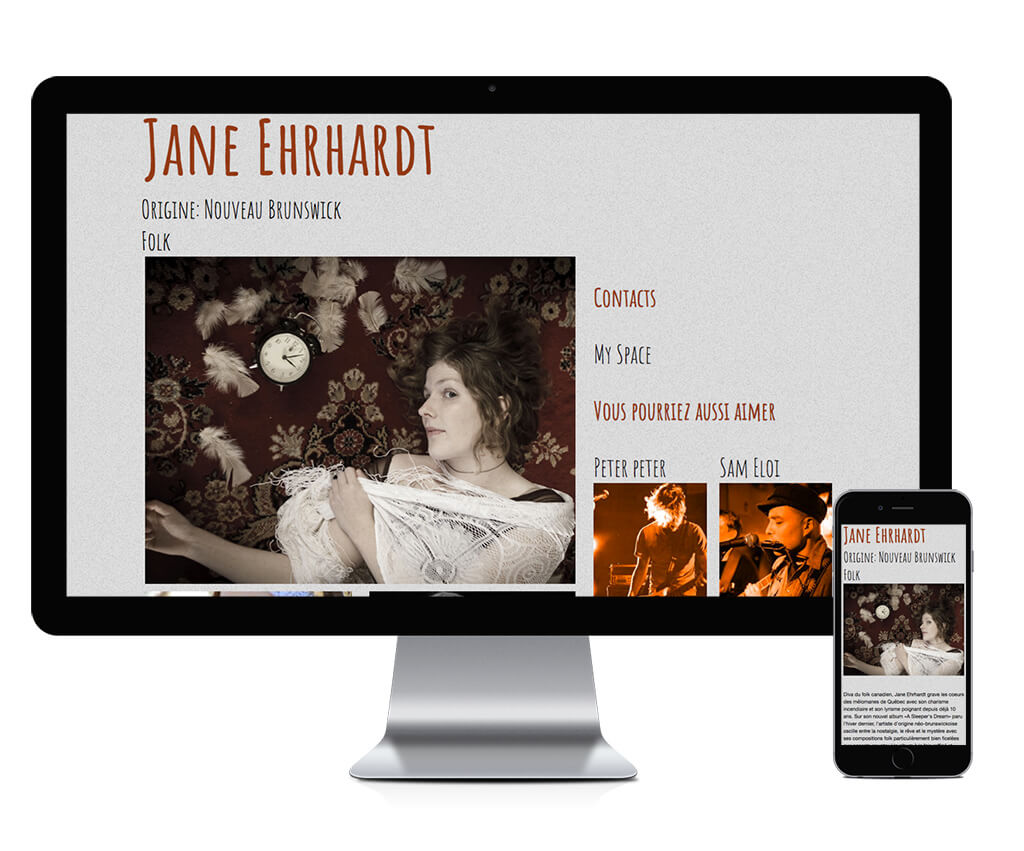 Jane Ehrhardt
Origine: Nouveau Brunswick
Folk
Contacts
My Space
Vous pourriez aussi aimer
Peter peter
Sam Eloi
Jane Ehrhardt
Origine: Nouveau Brunswick
Folk
Diva du folk canadien, Jane Ehrhardt grave les coeurs
des mélomanes de Québec avec son charisme
incendiaire et son lyrisme poignant depuis déjà 10
ans. Sur son nouvel album «A Sleeper's Dream» paru
l'hiver dernier, l'artiste d'origine néo-brunswickoise
oscille entre la nostalgie, le rêve et le mystère avec
ses compositions folk particulièrement bien ficelées